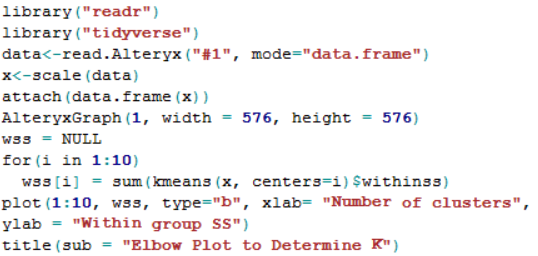 library("readr")
library("tidyverse")
data<-read.Alteryx("#1", mode="data.frame")
x<-scale(data)
attach(data.frame(x))
AlteryxGraph(1, width = 576, height = 576)
wss = NULL
for(i in 1:10)
  wss[i] = sum(kmeans(x, centers=i)$withinss)
plot(1:10, wss, type="b", xlab= "Number of clusters",
ylab = "Within group SS")
title(sub = "Elbow Plot to Determine K")